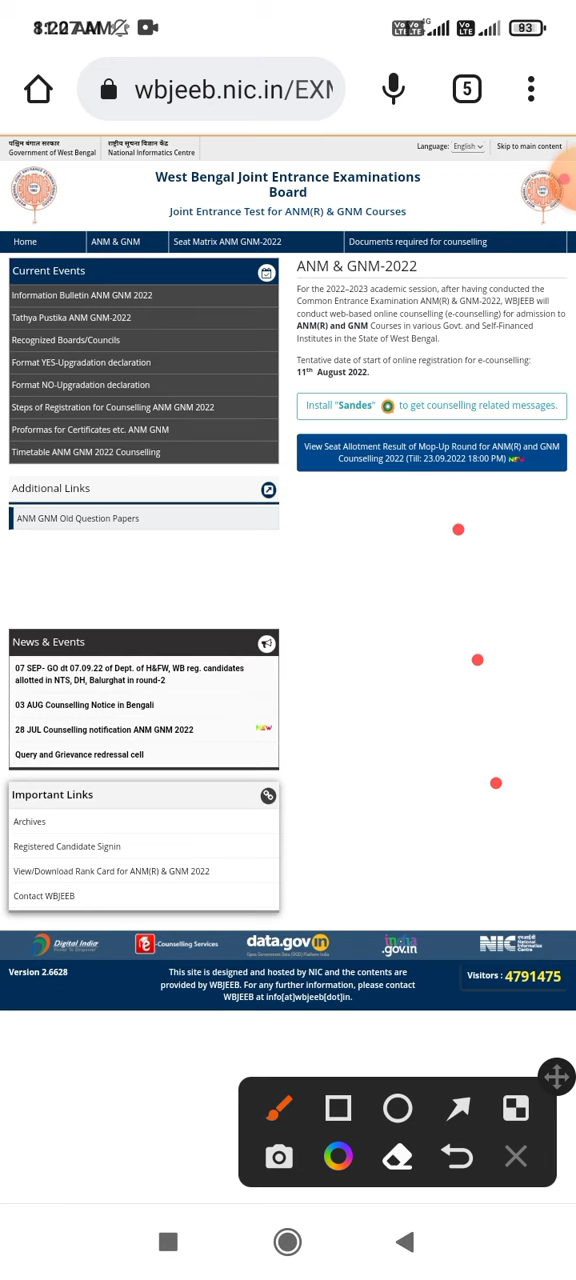 4G
83
wbjeeb.nic.in/EXM
5
पश्चिम बंगाल सरकार
Government of West Bengal
राष्ट्रीय सूचना विज्ञान केंद्र
National Informatics Centre
Language: English
Skip to main content
West Bengal Joint Entrance Examinations
Board
Joint Entrance Test for ANM(R) & GNM Courses
Home
ANM & GNM
Seat Matrix ANM GNM-2022
Documents required for counselling
Current Events
Information Bulletin ANM GNM 2022
Tathya Pustika ANM GNM-2022
Recognized Boards/Councils
Format YES-Upgradation declaration
Format NO-Upgradation declaration
Steps of Registration for Counselling ANM GNM 2022
Proformas for Certificates etc. ANM GNM
Timetable ANM GNM 2022 Counselling
Additional Links
ANM GNM Old Question Papers
ANM & GNM-2022
For the 2022–2023 academic session, after having conducted the
Common Entrance Examination ANM(R) & GNM-2022, WBJEEB will
conduct web-based online counselling (e-counselling) for admission to
ANM(R) and GNM Courses in various Govt. and Self-Financed
Institutes in the State of West Bengal.
Tentative date of start of online registration for e-counselling:
11th August 2022.
Install "Sandes" to get counselling related messages.
View Seat Allotment Result of Mop-Up Round for ANM(R) and GNM
Counselling 2022 (Till: 23.09.2022 18:00 PM) NEW
News & Events
07 SEP- GO dt 07.09.22 of Dept. of H&FW, WB reg. candidates
allotted in NTS, DH, Balurghat in round-2
03 AUG Counselling Notice in Bengali
28 JUL Counselling notification ANM GNM 2022 NEW
Query and Grievance redressal cell
Important Links
Archives
Registered Candidate Signin
View/Download Rank Card for ANM(R) & GNM 2022
Contact WBJEEB
Digital India
Power To Empower
e-Counselling Services
data.gov in
Open Government Data (OGD) Platform India
india
.gov.in
NIC
National
Informatics
Centre
Version 2.6628
This site is designed and hosted by NIC and the contents are
provided by WBJEEB. For any further information, please contact
WBJEEB at info[at]wbjeeb[dot]in.
Visitors : 4791475